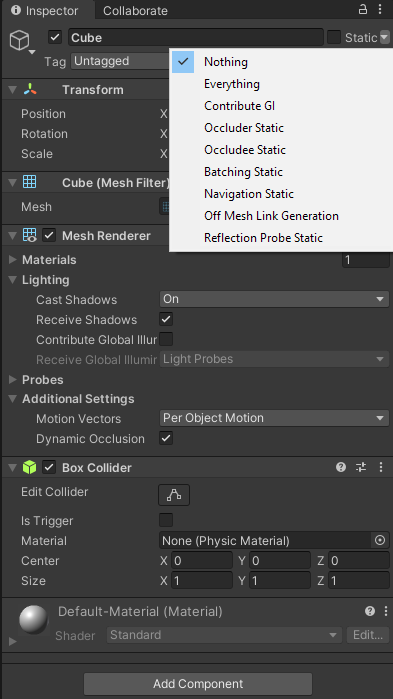 Inspector Collaborate
Cube Static
Tag Untagged
Nothing
Everything
Contribute GI
Occluder Static
Occludee Static
Batching Static
Navigation Static
Off Mesh Link Generation
Reflection Probe Static
Transform
Position X
Rotation X
Scale X
Cube (Mesh Filter)
Mesh
Mesh Renderer
Materials 1
Lighting
Cast Shadows On
Receive Shadows
Contribute Global Illur
Receive Global Illumir Light Probes
Probes
Additional Settings
Motion Vectors Per Object Motion
Dynamic Occlusion
Box Collider
Edit Collider
Is Trigger
Material None (Physic Material)
Center X 0 Y 0 Z 0
Size X 1 Y 1 Z 1
Default-Material (Material)
Shader Standard Edit...
Add Component